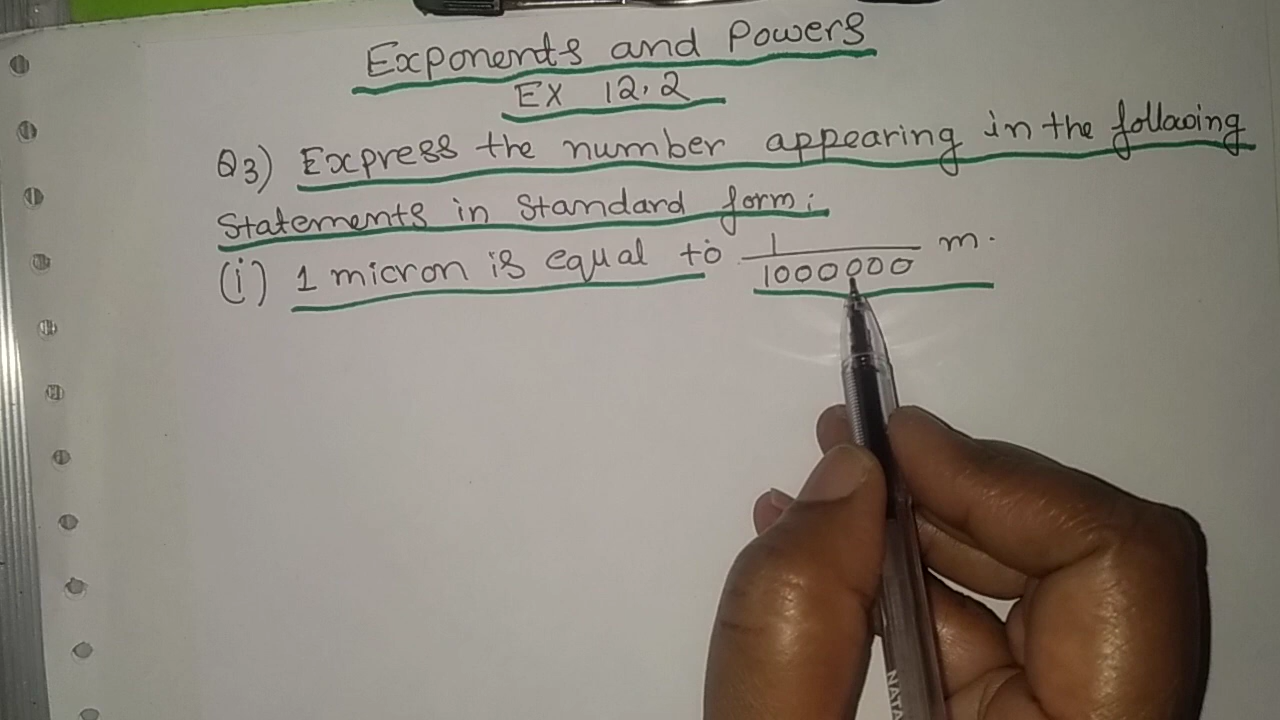 Exponents and Powers
EX 12.2
Q3) Express the number appearing in the following
Statements in Standard form:
(i) 1 micron is equal to 1/1000000 m.
NATA